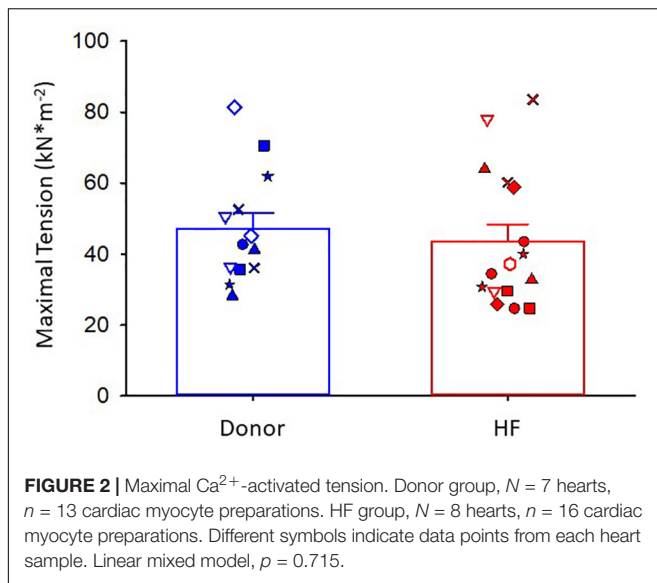 100
80
60
40
20
0
Maximal Tension (kN*m⁻²)
Donor HF
FIGURE 2 | Maximal Ca²⁺-activated tension. Donor group, N = 7 hearts,
n = 13 cardiac myocyte preparations. HF group, N = 8 hearts, n = 16 cardiac
myocyte preparations. Different symbols indicate data points from each heart
sample. Linear mixed model, p = 0.715.